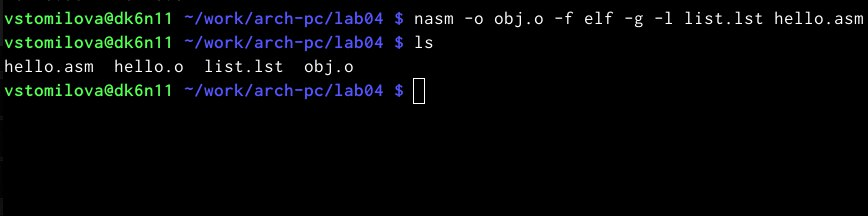 vstomilova@dk6n11 ~/work/arch-pc/lab04 $ nasm -o obj.o -f elf -g -l list.lst hello.asm
vstomilova@dk6n11 ~/work/arch-pc/lab04 $ ls
hello.asm  hello.o  list.lst  obj.o
vstomilova@dk6n11 ~/work/arch-pc/lab04 $